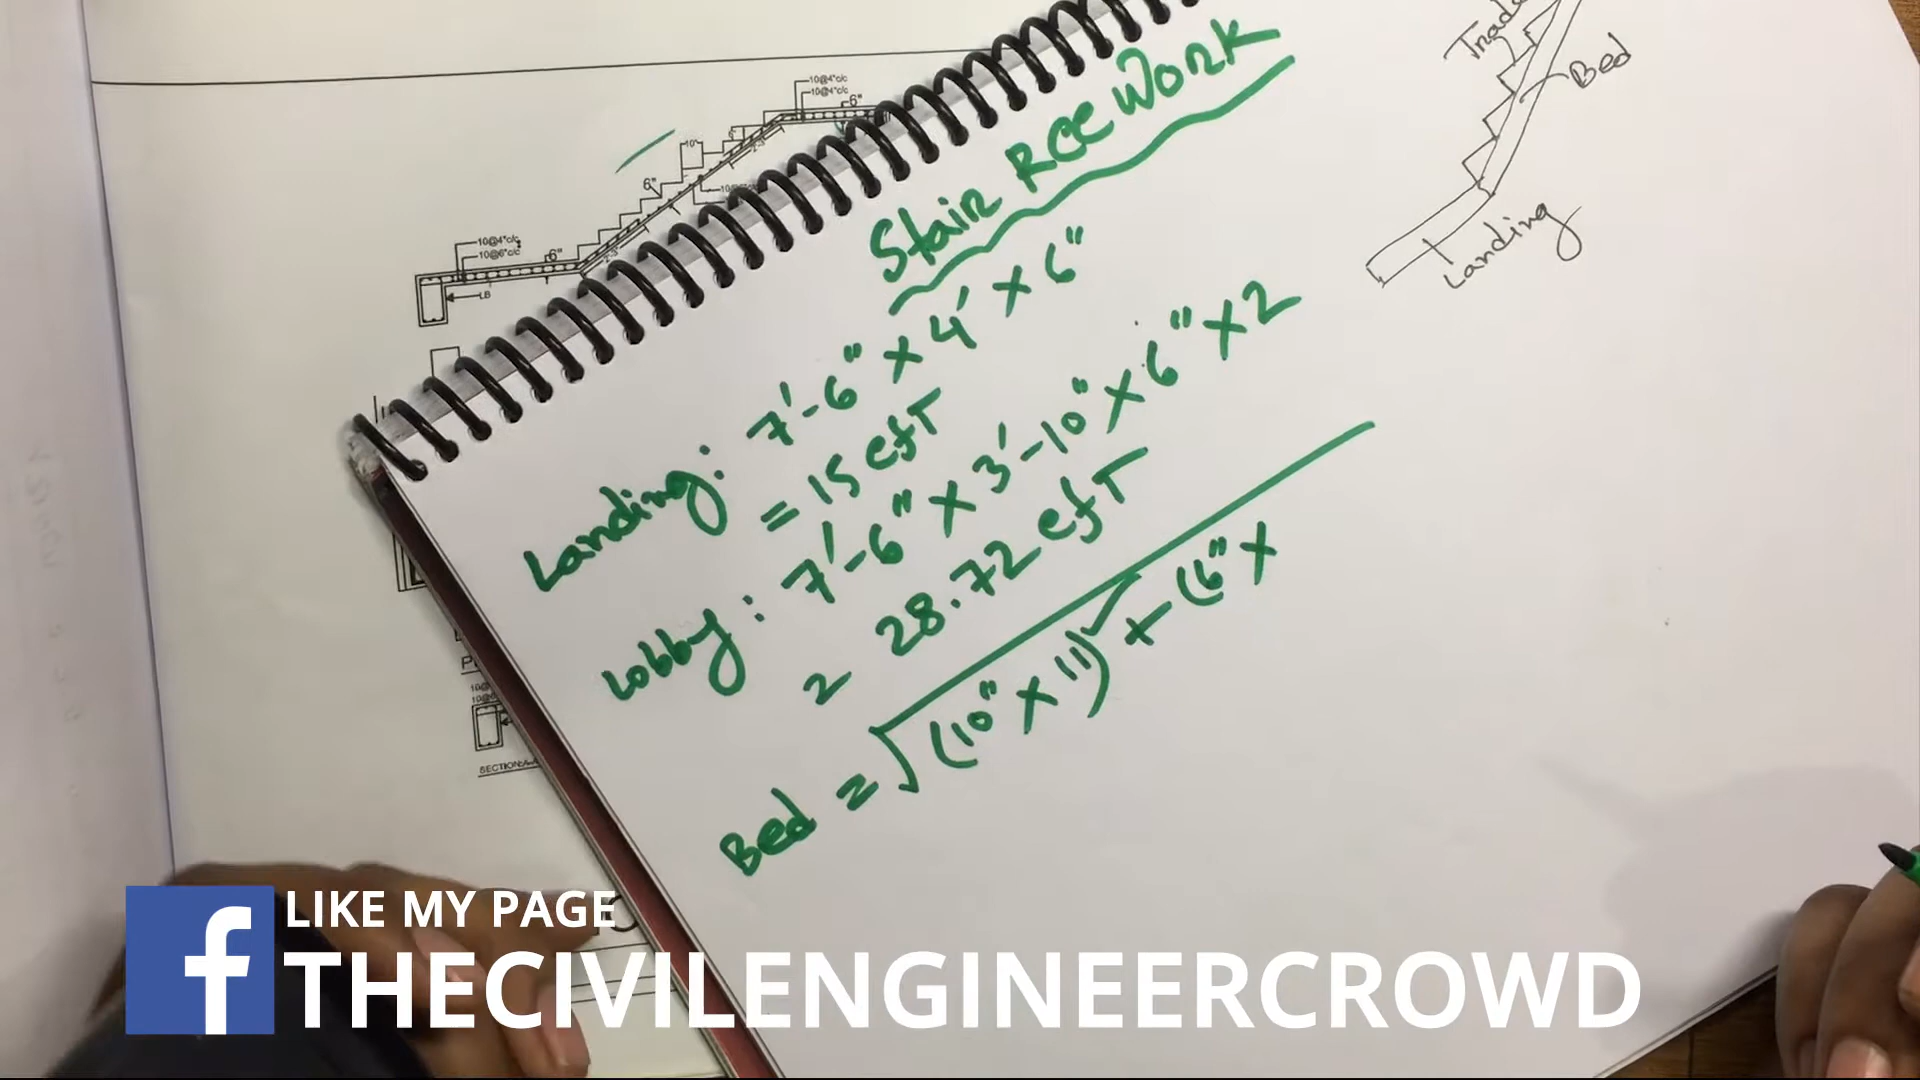 10@4"c/c
10@4"c/c
6"
10"
6"
10@4"c/c
10@6"c/c
6"
LB
Stair RCC WORK
Landing: 7'-6" x 4' x 6"
= 15 cft
Lobby: 7'-6" x 3'-10" x 6" x 2
= 28.72 cft
Bed = √(10" x 11) + (6" x
Bed
Landing
LIKE MY PAGE
f THECIVILENGINEERCROWD